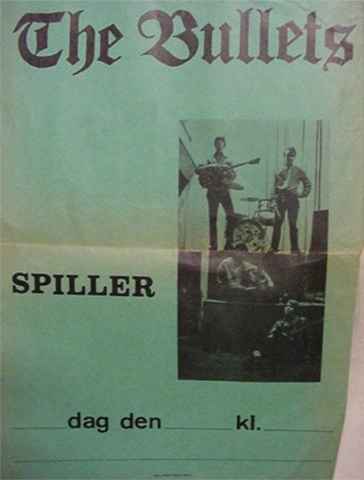 The Bullets
SPILLER
dag den kl.